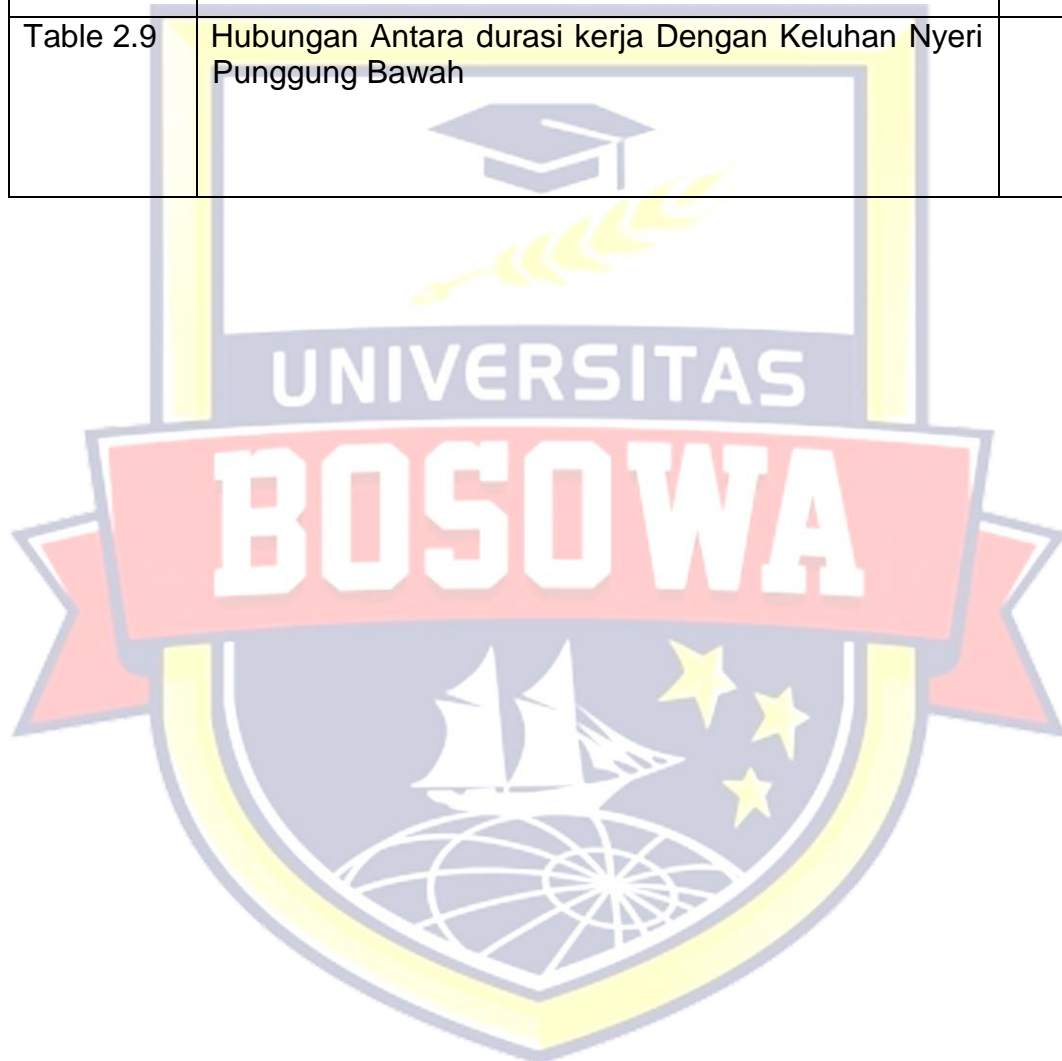 Table 2.9 Hubungan Antara durasi kerja Dengan Keluhan Nyeri
Punggung Bawah
UNIVERSITAS
BOSOWA